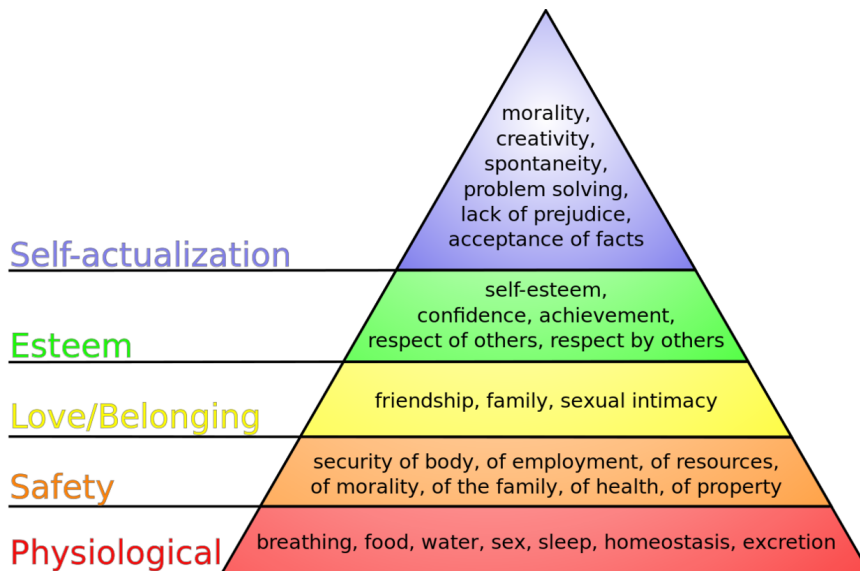 morality,
creativity,
spontaneity,
problem solving,
lack of prejudice,
acceptance of facts
Self-actualization
self-esteem,
confidence, achievement,
respect of others, respect by others
Esteem
friendship, family, sexual intimacy
Love/Belonging
security of body, of employment, of resources,
of morality, of the family, of health, of property
Safety
breathing, food, water, sex, sleep, homeostasis, excretion
Physiological